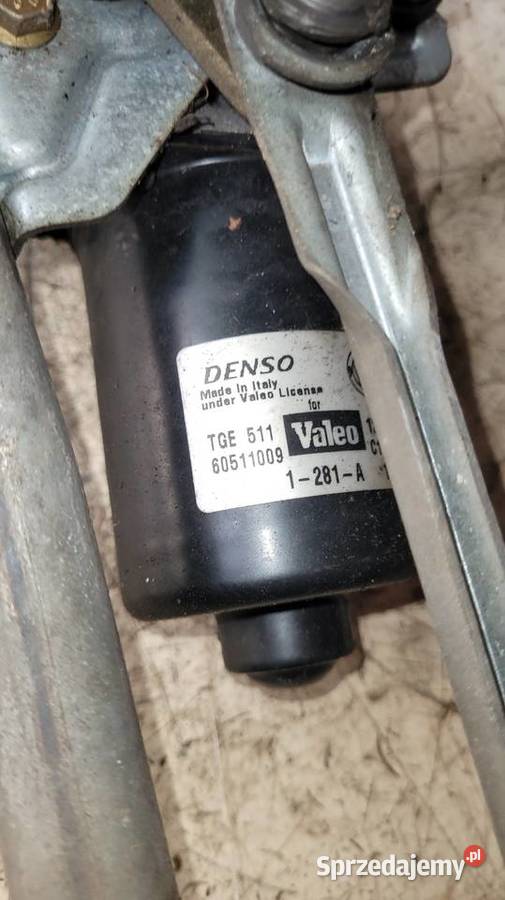 DENSO
Made in Italy
under Valeo License
for
TGE 511 Valeo
60511009
1-281-A
Sprzedajemy.pl